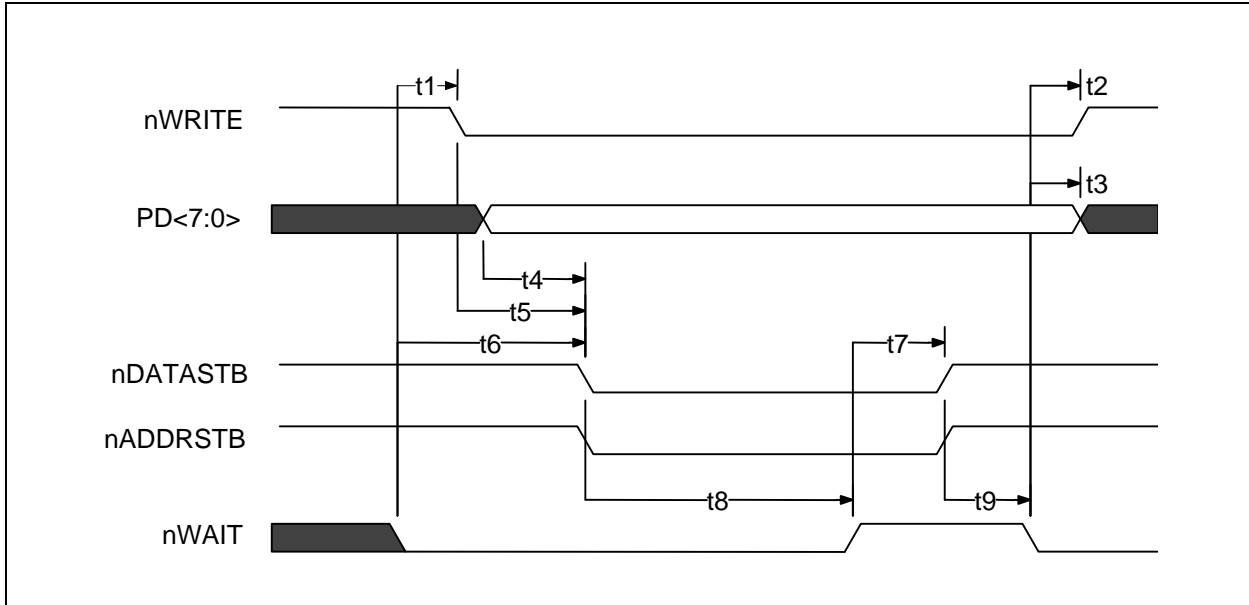 t1
t2
nWRITE
t3
PD<7:0>
t4
t5
t6
t7
nDATASTB
nADDRSTB
t8
t9
nWAIT